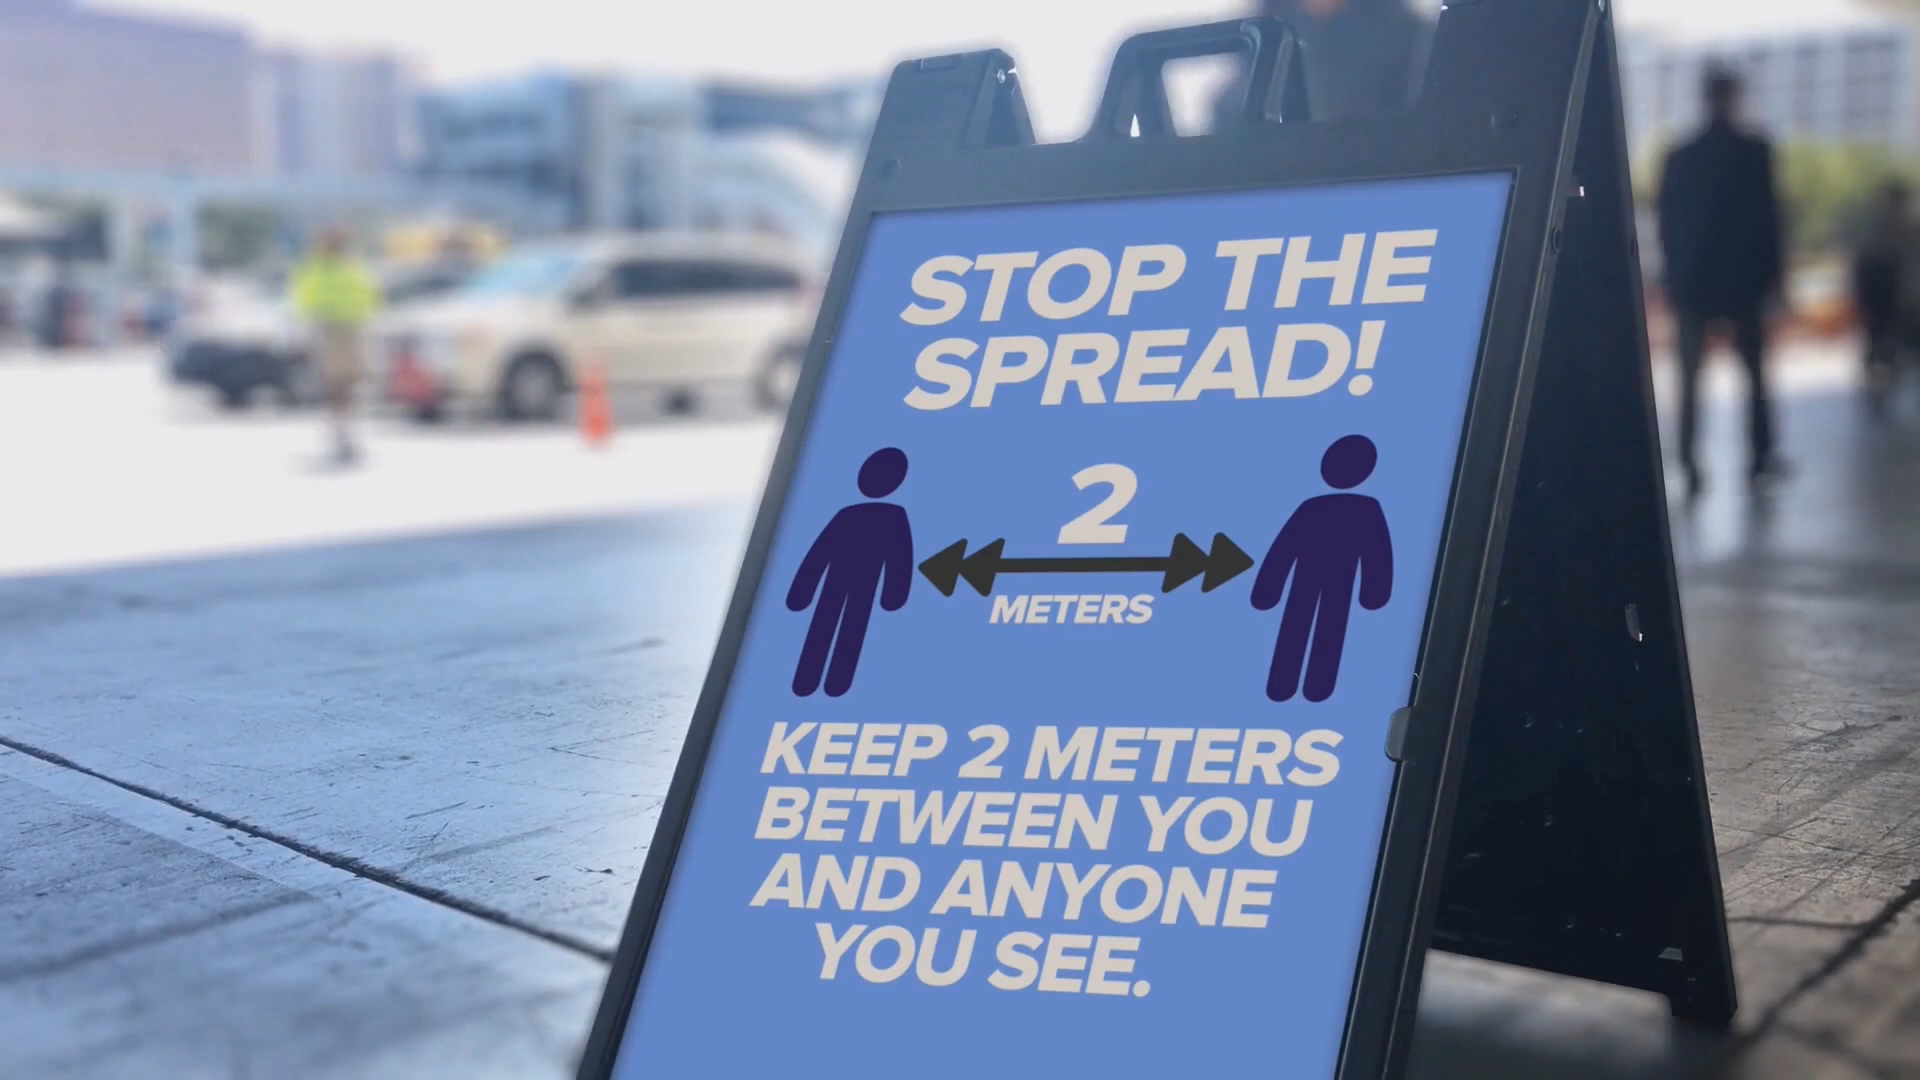 STOP THE
SPREAD!
2
METERS
KEEP 2 METERS
BETWEEN YOU
AND ANYONE
YOU SEE.